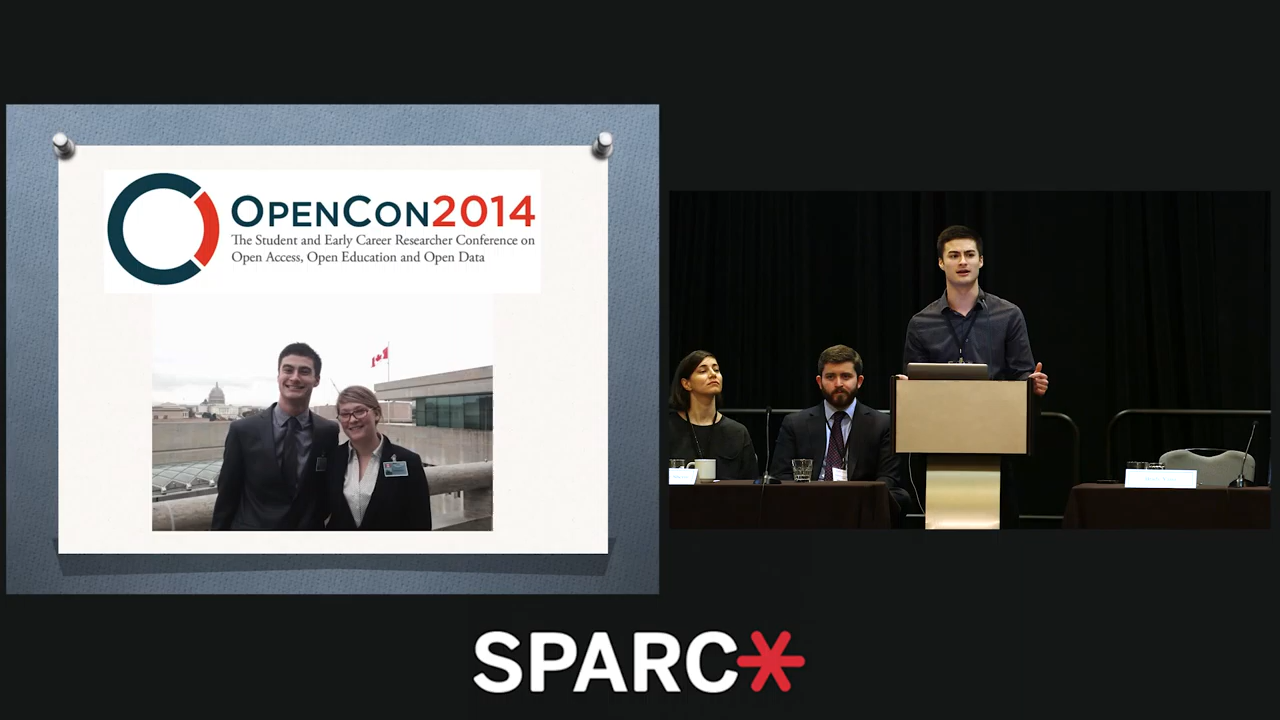 OPENCON2014
The Student and Early Career Researcher Conference on
Open Access, Open Education and Open Data
SPARC